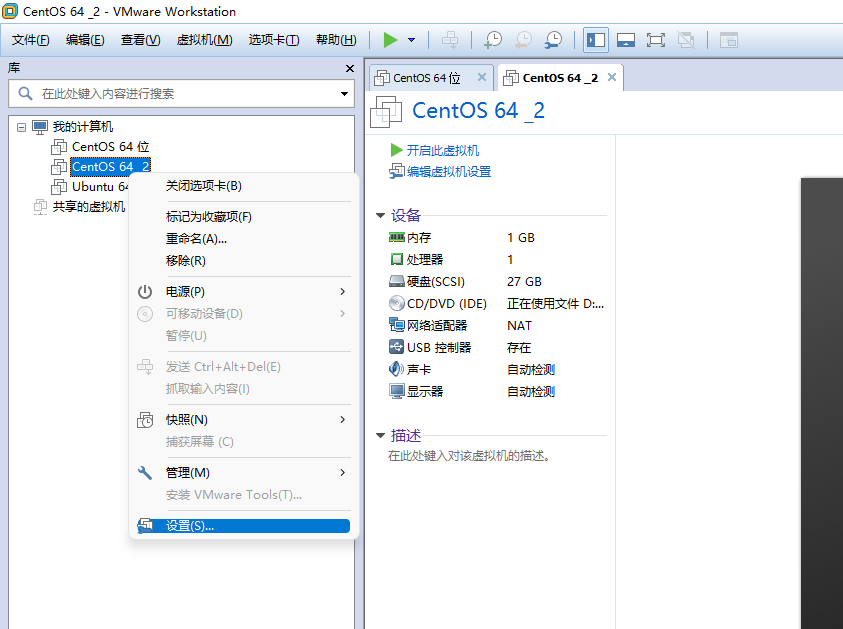 CentOS 64 _2 - VMware Workstation
文件(F) 编辑(E) 查看(V) 虚拟机(M) 选项卡(T) 帮助(H)
库
在此处键入内容进行搜索
我的计算机
CentOS 64 位
CentOS 64 _2
Ubuntu 64
共享的虚拟机
关闭选项卡(B)
标记为收藏项(F)
重命名(A)...
移除(R)
电源(P)
可移动设备(D)
暂停(U)
发送 Ctrl+Alt+Del(E)
抓取输入内容(I)
快照(N)
捕获屏幕 (C)
管理(M)
安装 VMware Tools(T)...
设置(S)...
CentOS 64 位 CentOS 64 _2
CentOS 64 _2
开启此虚拟机
编辑虚拟机设置
设备
内存 1 GB
处理器 1
硬盘(SCSI) 27 GB
CD/DVD (IDE) 正在使用文件 D:...
网络适配器 NAT
USB 控制器 存在
声卡 自动检测
显示器 自动检测
描述
在此处键入对该虚拟机的描述。